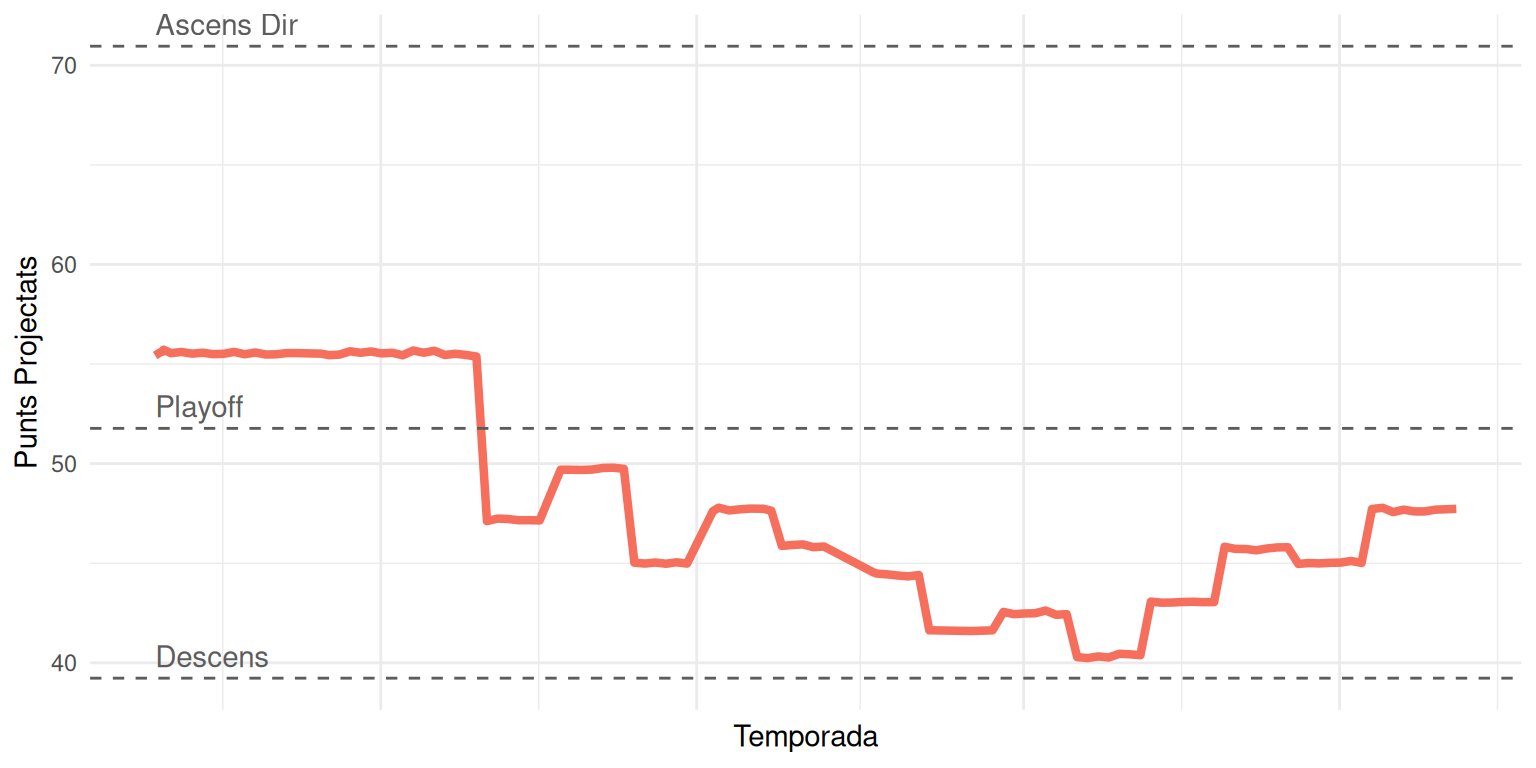 Ascens Dir
70
60
Punts Projectats
Playoff
50
Descens
40
Temporada